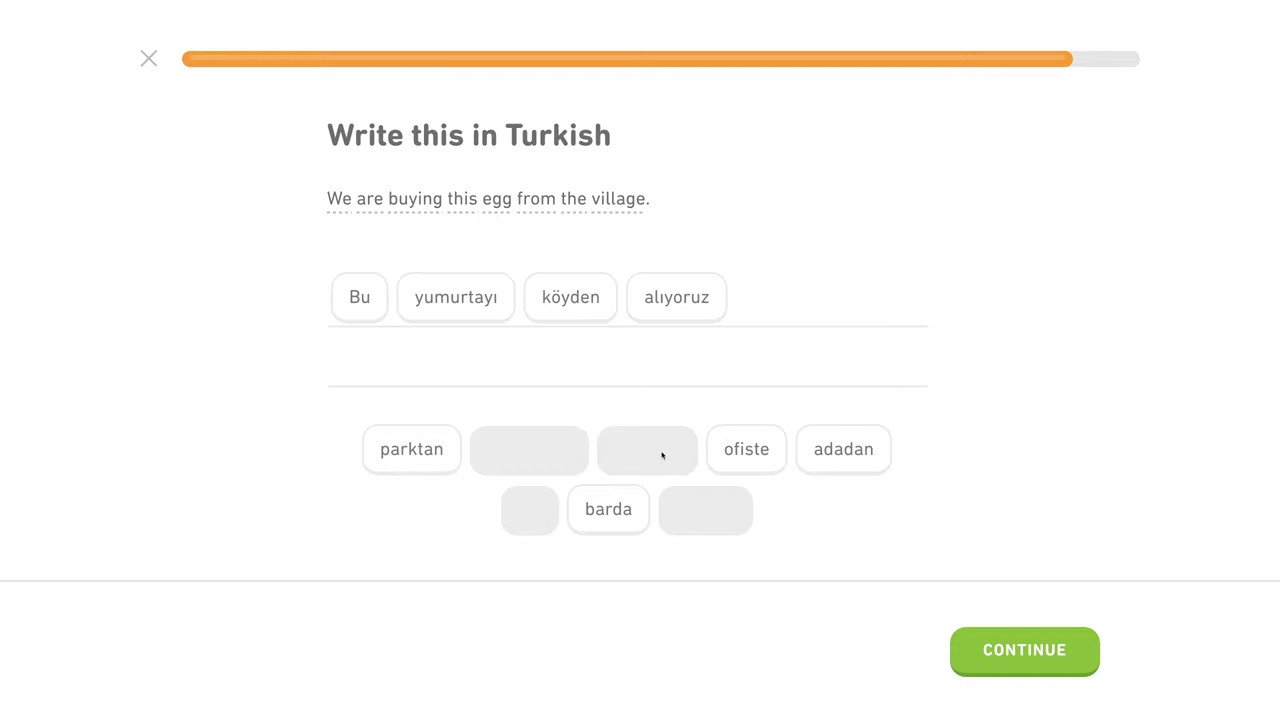 Write this in Turkish
We are buying this egg from the village.
Bu yumurtayı köyden alıyoruz
parktan ofiste adadan
barda
CONTINUE